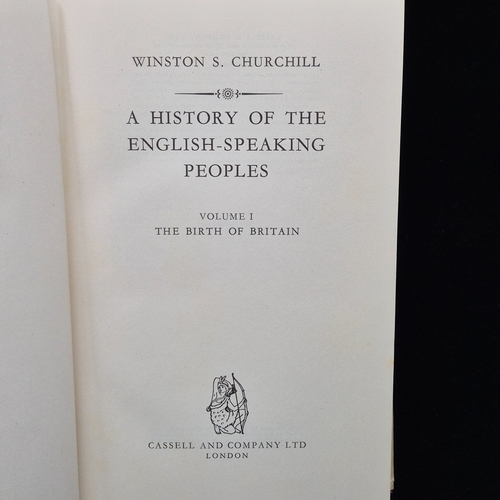 WINSTON S. CHURCHILL
A HISTORY OF THE
ENGLISH-SPEAKING
PEOPLES
VOLUME I
THE BIRTH OF BRITAIN
CASSELL AND COMPANY LTD
LONDON